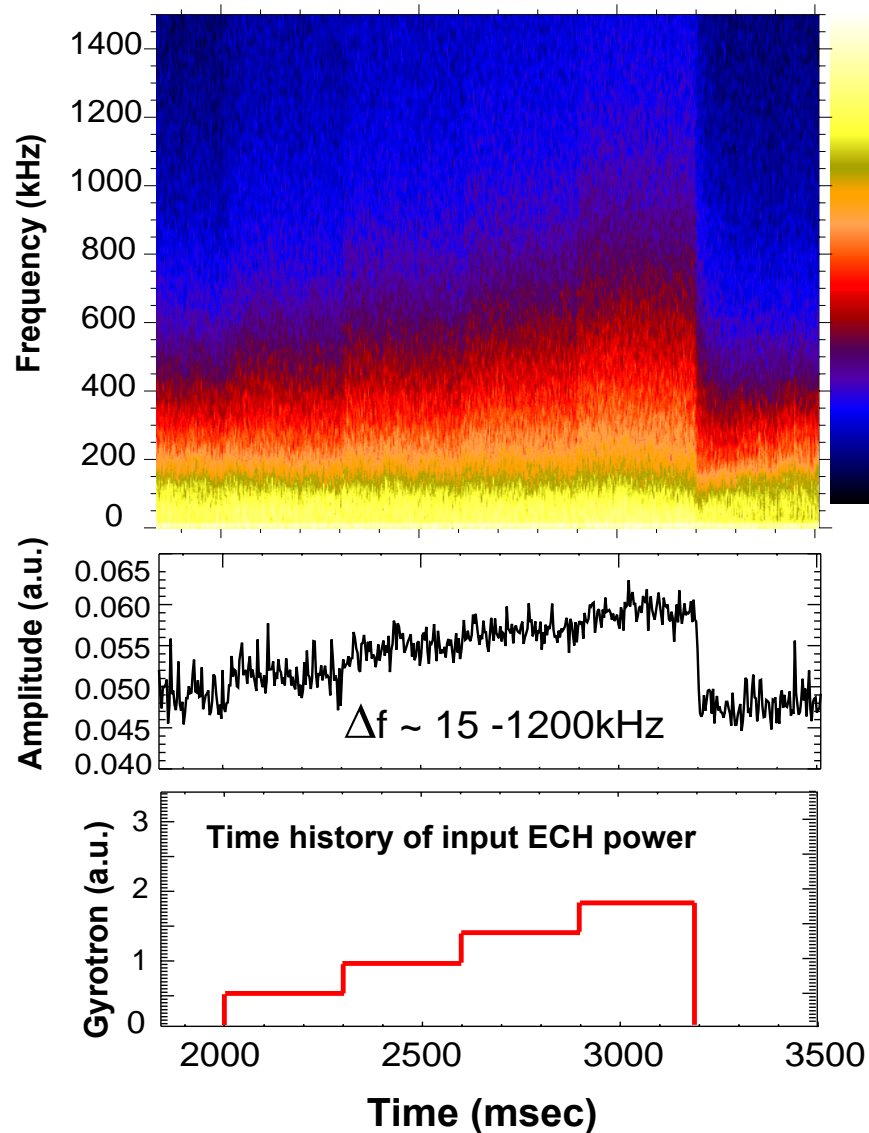 1400
1200
1000
800
600
400
200
0
Frequency (kHz)
0.065
0.060
0.055
0.050
0.045
0.040
Amplitude (a.u.)
Δf ~ 15 -1200kHz
3
2
1
0
Gyrotron (a.u.)
Time history of input ECH power
2000 2500 3000 3500
Time (msec)